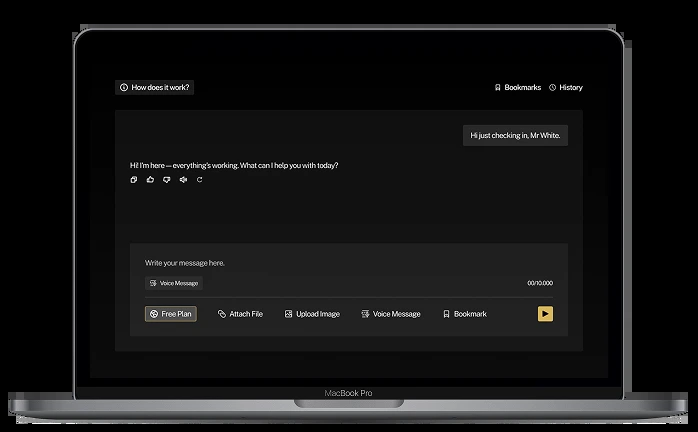 How does it work?
Bookmarks
History
Hi just checking in, Mr White.
Hi! I'm here — everything's working. What can I help you with today?
Write your message here.
Voice Message
00/10.000
Free Plan
Attach File
Upload Image
Voice Message
Bookmark
MacBook Pro